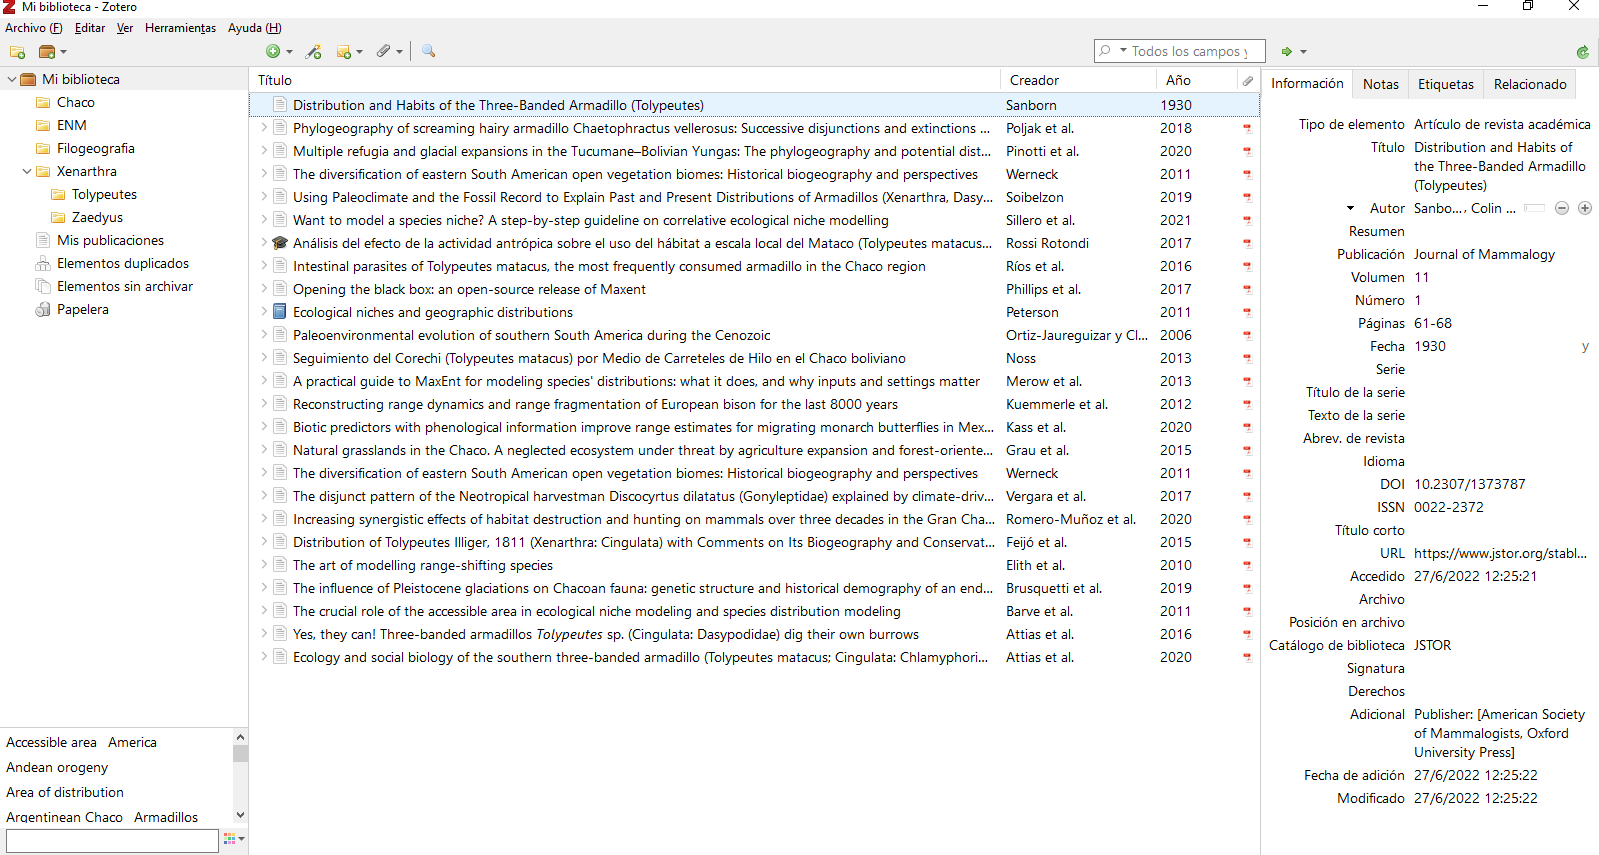 Mi biblioteca - Zotero
Archivo (F) Editar Ver Herramientas Ayuda (H)
Todos los campos y
Mi biblioteca
Chaco
ENM
Filogeografia
Xenarthra
Tolypeutes
Zaedyus
Mis publicaciones
Elementos duplicados
Elementos sin archivar
Papelera
Accessible area America
Andean orogeny
Area of distribution
Argentinean Chaco Armadillos
Título Creador Año
Distribution and Habits of the Three-Banded Armadillo (Tolypeutes) Sanborn 1930
Phylogeography of screaming hairy armadillo Chaetophractus vellerosus: Successive disjunctions and extinctions ... Poljak et al. 2018
Multiple refugia and glacial expansions in the Tucumane–Bolivian Yungas: The phylogeography and potential dist... Pinotti et al. 2020
The diversification of eastern South American open vegetation biomes: Historical biogeography and perspectives Werneck 2011
Using Paleoclimate and the Fossil Record to Explain Past and Present Distributions of Armadillos (Xenarthra, Dasy... Soibelzon 2019
Want to model a species niche? A step-by-step guideline on correlative ecological niche modelling Sillero et al. 2021
Análisis del efecto de la actividad antrópica sobre el uso del hábitat a escala local del Mataco (Tolypeutes matacus... Rossi Rotondi 2017
Intestinal parasites of Tolypeutes matacus, the most frequently consumed armadillo in the Chaco region Ríos et al. 2016
Opening the black box: an open-source release of Maxent Phillips et al. 2017
Ecological niches and geographic distributions Peterson 2011
Paleoenvironmental evolution of southern South America during the Cenozoic Ortiz-Jaureguizar y Cl... 2006
Seguimiento del Corechi (Tolypeutes matacus) por Medio de Carreteles de Hilo en el Chaco boliviano Noss 2013
A practical guide to MaxEnt for modeling species' distributions: what it does, and why inputs and settings matter Merow et al. 2013
Reconstructing range dynamics and range fragmentation of European bison for the last 8000 years Kuemmerle et al. 2012
Biotic predictors with phenological information improve range estimates for migrating monarch butterflies in Mex... Kass et al. 2020
Natural grasslands in the Chaco. A neglected ecosystem under threat by agriculture expansion and forest-oriente... Grau et al. 2015
The diversification of eastern South American open vegetation biomes: Historical biogeography and perspectives Werneck 2011
The disjunct pattern of the Neotropical harvestman Discocyrtus dilatatus (Gonyleptidae) explained by climate-driv... Vergara et al. 2017
Increasing synergistic effects of habitat destruction and hunting on mammals over three decades in the Gran Cha... Romero-Muñoz et al. 2020
Distribution of Tolypeutes Illiger, 1811 (Xenarthra: Cingulata) with Comments on Its Biogeography and Conservat... Feijó et al. 2015
The art of modelling range-shifting species Elith et al. 2010
The influence of Pleistocene glaciations on Chacoan fauna: genetic structure and historical demography of an end... Brusquetti et al. 2019
The crucial role of the accessible area in ecological niche modeling and species distribution modeling Barve et al. 2011
Yes, they can! Three-banded armadillos Tolypeutes sp. (Cingulata: Dasypodidae) dig their own burrows Attias et al. 2016
Ecology and social biology of the southern three-banded armadillo (Tolypeutes matacus; Cingulata: Chlamyphori... Attias et al. 2020
Información Notas Etiquetas Relacionado
Tipo de elemento Artículo de revista académica
Título Distribution and Habits of
the Three-Banded Armadillo
(Tolypeutes)
Autor Sanbo..., Colin ...
Resumen
Publicación Journal of Mammalogy
Volumen 11
Número 1
Páginas 61-68
Fecha 1930 y
Serie
Título de la serie
Texto de la serie
Abrev. de revista
Idioma
DOI 10.2307/1373787
ISSN 0022-2372
Título corto
URL https://www.jstor.org/stabl...
Accedido 27/6/2022 12:25:21
Archivo
Posición en archivo
Catálogo de biblioteca JSTOR
Signatura
Derechos
Adicional Publisher: [American Society
of Mammalogists, Oxford
University Press]
Fecha de adición 27/6/2022 12:25:22
Modificado 27/6/2022 12:25:22